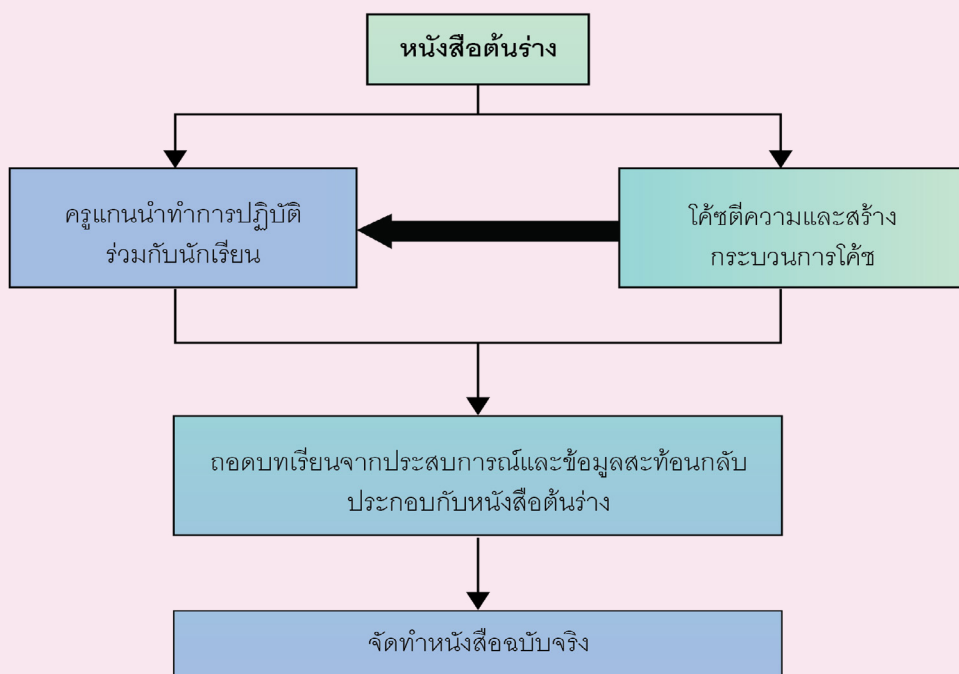 หนังสือต้นร่าง
ครูแกนนำทำการปฏิบัติ
ร่วมกับนักเรียน
โค้ชตีความและสร้าง
กระบวนการโค้ช
ถอดบทเรียนจากประสบการณ์และข้อมูลสะท้อนกลับ
ประกอบกับหนังสือต้นร่าง
จัดทำหนังสือฉบับจริง